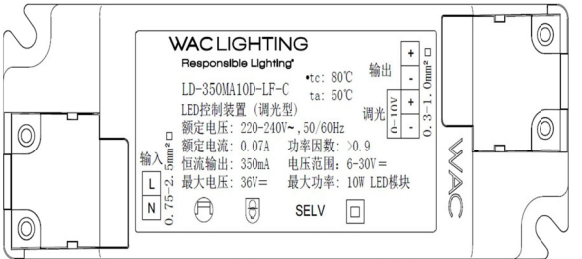 WAC LIGHTING
Responsible Lighting®
LD-350MA10D-LF-C
•tc: 80℃
ta: 50℃
LED控制装置 (调光型)
额定电压: 220-240V~,50/60Hz
额定电流: 0.07A 功率因数: >0.9
恒流输出: 350mA 电压范围: 6-30V⎓
最大电压: 36V⎓ 最大功率: 10W LED模块
SELV
输入
L
N
0.75-2.5mm²
输出
+
-
调光
0-10V
+
-
0.3-1.0mm²
WAC